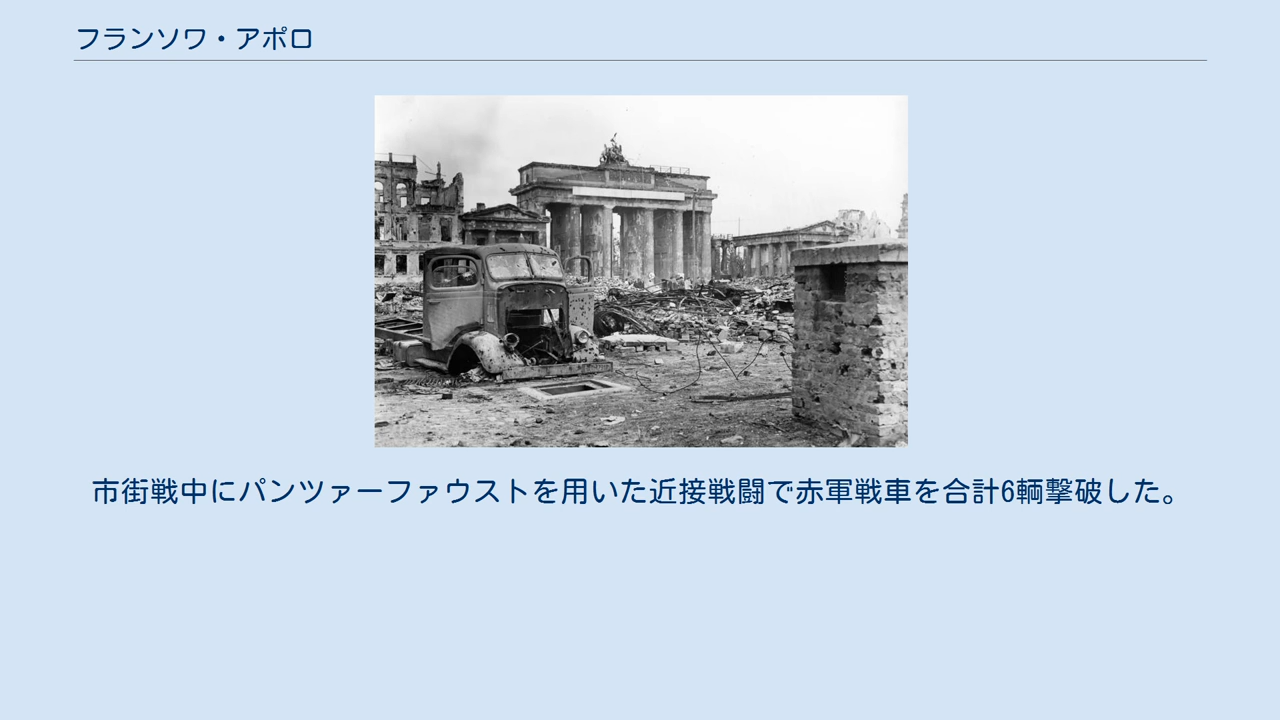 フランソワ・アポロ
市街戦中にパンツァーファウストを用いた近接戦闘で赤軍戦車を合計6輌撃破した。